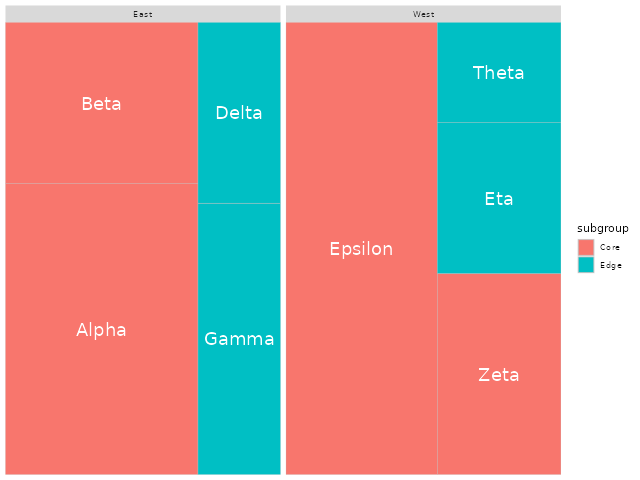 East
West
Beta
Delta
Theta
Eta
Epsilon
Alpha
Gamma
Zeta
subgroup
Core
Edge